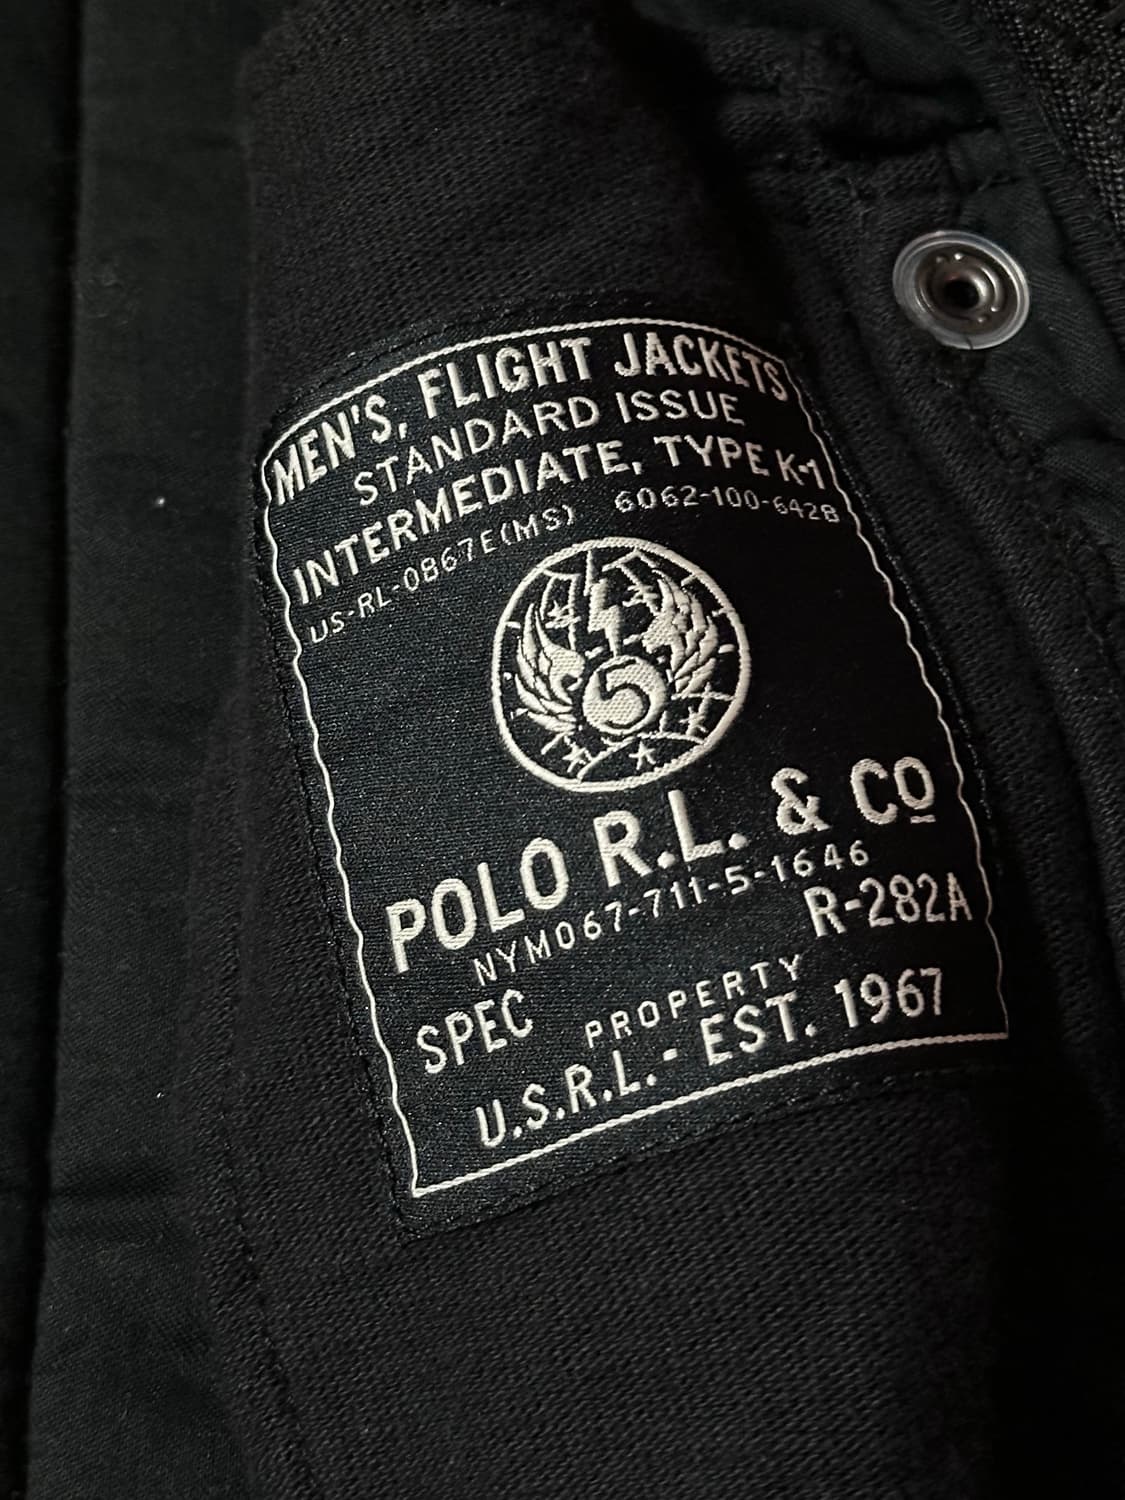 MEN'S, FLIGHT JACKETS
STANDARD ISSUE
INTERMEDIATE, TYPE K-1
US-RL-0867E(MS) 6062-100-642B
5
POLO R.L. & Cº
NYM067-711-5-1646
SPEC R-282A
PROPERTY
U.S.R.L. - EST. 1967